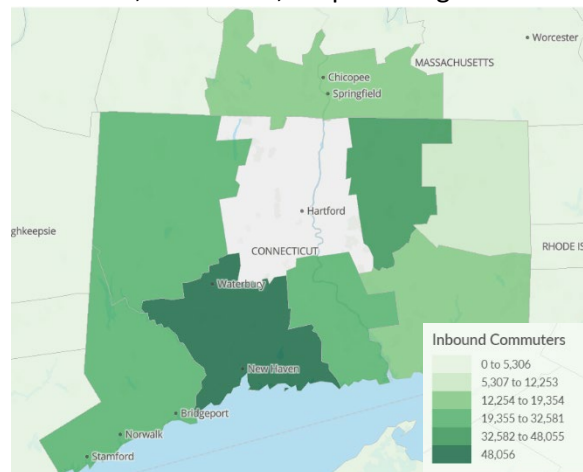 Worcester
MASSACHUSETTS
Chicopee
Springfield
Hartford
ghkeepsie
CONNECTICUT
RHODE IS
Waterbury
New Haven
Bridgeport
Norwalk
Stamford
Inbound Commuters
0 to 5,306
5,307 to 12,253
12,254 to 19,354
19,355 to 32,581
32,582 to 48,055
48,056